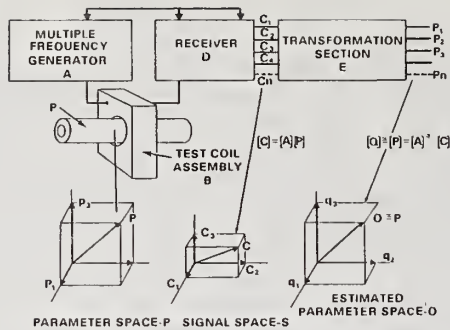 MULTIPLE
FREQUENCY
GENERATOR
A
RECEIVER
D
C₁
C₂
C₃
C₄
Cn
TRANSFORMATION
SECTION
E
P₁
P₂
P₃
Pn
P
TEST COIL
ASSEMBLY
B
[C]=[A][P]
[Q]≅[P]=[A]⁻¹ [C]
P₃
P
P₁
C₃
C
C₂
C₁
q₃
O ≅ P
q₂
q₁
PARAMETER SPACE-P
SIGNAL SPACE-S
ESTIMATED
PARAMETER SPACE-O